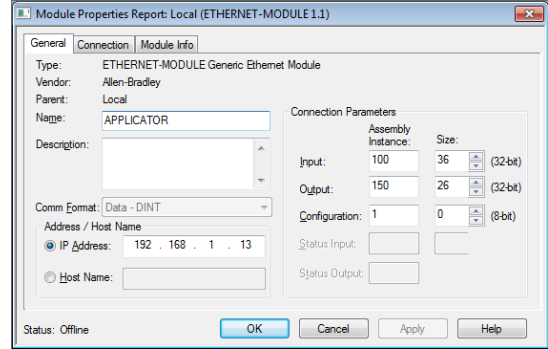 Module Properties Report: Local (ETHERNET-MODULE 1.1)
General Connection Module Info
Type: ETHERNET-MODULE Generic Ethernet Module
Vendor: Allen-Bradley
Parent: Local
Name: APPLICATOR
Description:
Comm Format: Data - DINT
Address / Host Name
IP Address: 192 . 168 . 1 . 13
Host Name:
Connection Parameters
Assembly Instance: Size:
Input: 100 36 (32-bit)
Output: 150 26 (32-bit)
Configuration: 1 0 (8-bit)
Status Input:
Status Output:
Status: Offline OK Cancel Apply Help